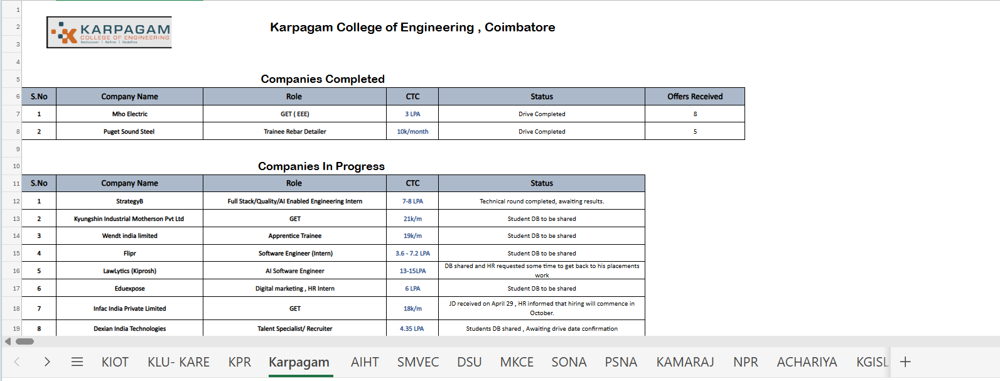 1
2 KARPAGAM Karpagam College of Engineering , Coimbatore
COLLEGE OF ENGINEERING
Rediscover | Refine | Redefine
3
4
5 Companies Completed
6 S.No Company Name Role CTC Status Offers Received
7 1 Mho Electric GET ( EEE) 3 LPA Drive Completed 8
8 2 Puget Sound Steel Trainee Rebar Detailer 10k/month Drive Completed 5
9
10 Companies In Progress
11 S.No Company Name Role CTC Status
12 1 StrategyB Full Stack/Quality/AI Enabled Engineering Intern 7-8 LPA Technical round completed, awaiting results.
13 2 Kyungshin Industrial Motherson Pvt Ltd GET 21k/m Student DB to be shared
14 3 Wendt india limited Apprentice Trainee 19k/m Student DB to be shared
15 4 Flipr Software Engineer (Intern) 3.6 - 7.2 LPA Student DB to be shared
16 5 LawLytics (Kiprosh) AI Software Engineer 13-15LPA DB shared and HR requested some time to get back to his placements
work
17 6 Eduexpose Digital marketing , HR Intern 6 LPA Student DB to be shared
18 7 Infac India Private Limited GET 18k/m JD received on April 29 , HR informed that hiring will commence in
October.
19 8 Dexian India Technologies Talent Specialist/ Recruiter 4.35 LPA Students DB shared , Awaiting drive date confirmation
KIOT KLU- KARE KPR Karpagam AIHT SMVEC DSU MKCE SONA PSNA KAMARAJ NPR ACHARIYA KGISL